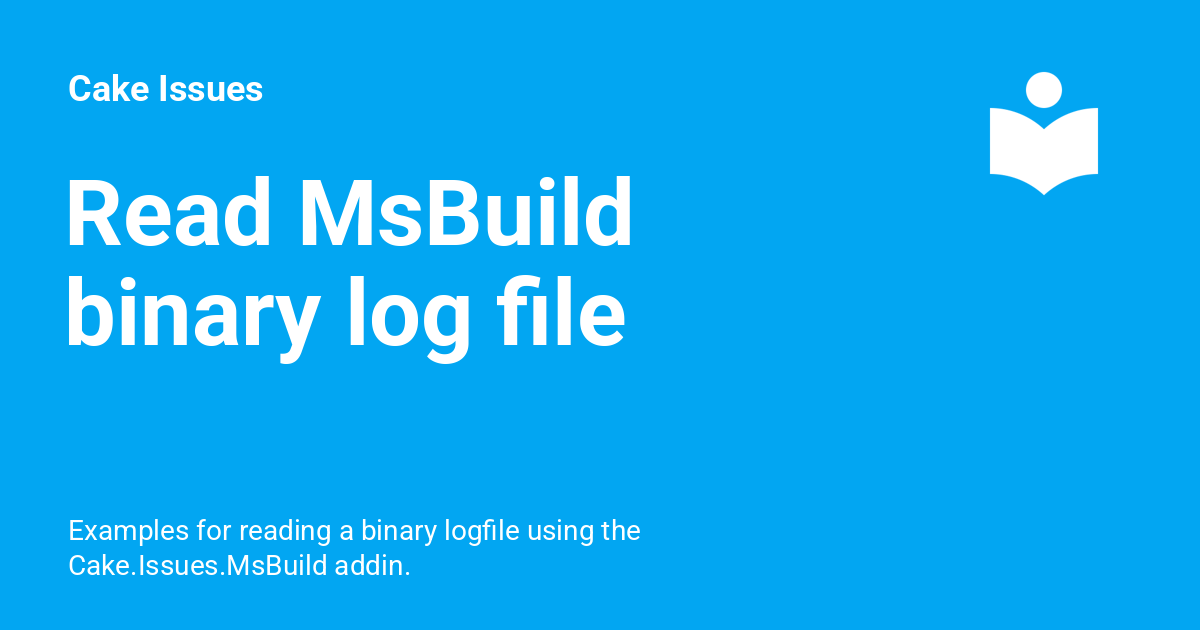 Cake Issues
Read MsBuild
binary log file
Examples for reading a binary logfile using the
Cake.Issues.MsBuild addin.